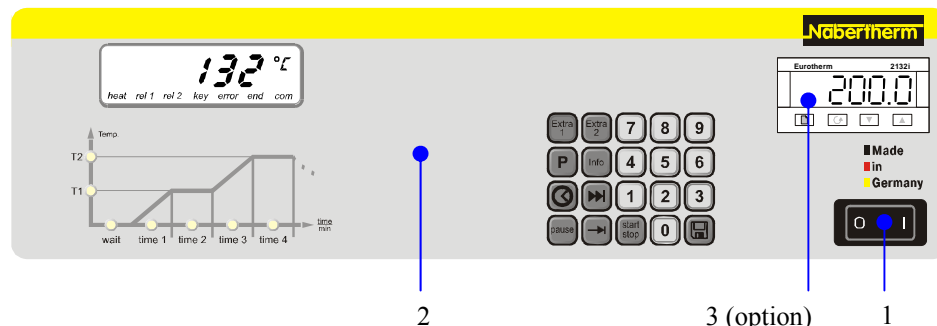 Nabertherm
132 °C
heat rel 1 rel 2 key error end com
Eurotherm 2132i
200.0
Temp.
T2
T1
wait time 1 time 2 time 3 time 4
time
min
Extra 1 Extra 2 7 8 9
P Info 4 5 6
1 2 3
pause start stop 0
Made
in
Germany
O I
2 3 (option) 1